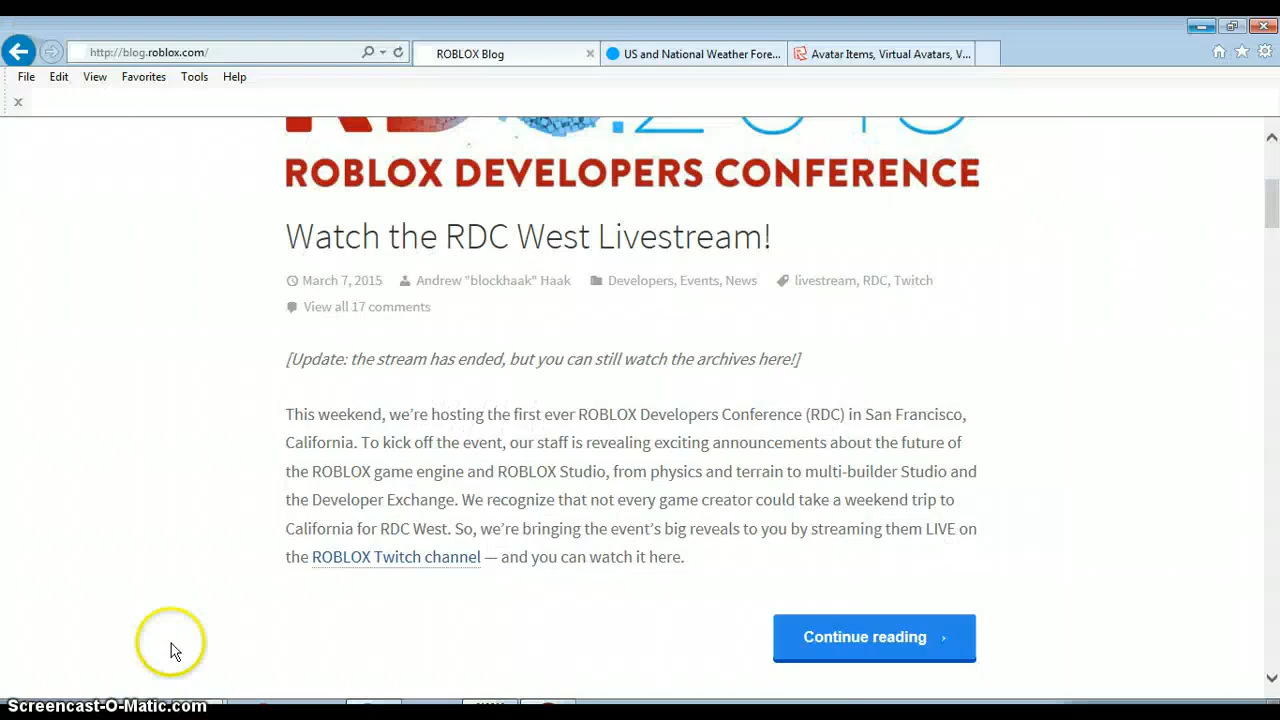 http://blog.roblox.com/
ROBLOX Blog
US and National Weather Fore...
Avatar Items, Virtual Avatars, V...
File Edit View Favorites Tools Help
ROBLOX DEVELOPERS CONFERENCE
Watch the RDC West Livestream!
March 7, 2015 Andrew "blockhaak" Haak Developers, Events, News livestream, RDC, Twitch
View all 17 comments
[Update: the stream has ended, but you can still watch the archives here!]
This weekend, we're hosting the first ever ROBLOX Developers Conference (RDC) in San Francisco,
California. To kick off the event, our staff is revealing exciting announcements about the future of
the ROBLOX game engine and ROBLOX Studio, from physics and terrain to multi-builder Studio and
the Developer Exchange. We recognize that not every game creator could take a weekend trip to
California for RDC West. So, we're bringing the event's big reveals to you by streaming them LIVE on
the ROBLOX Twitch channel — and you can watch it here.
Continue reading ›
Screencast-O-Matic.com